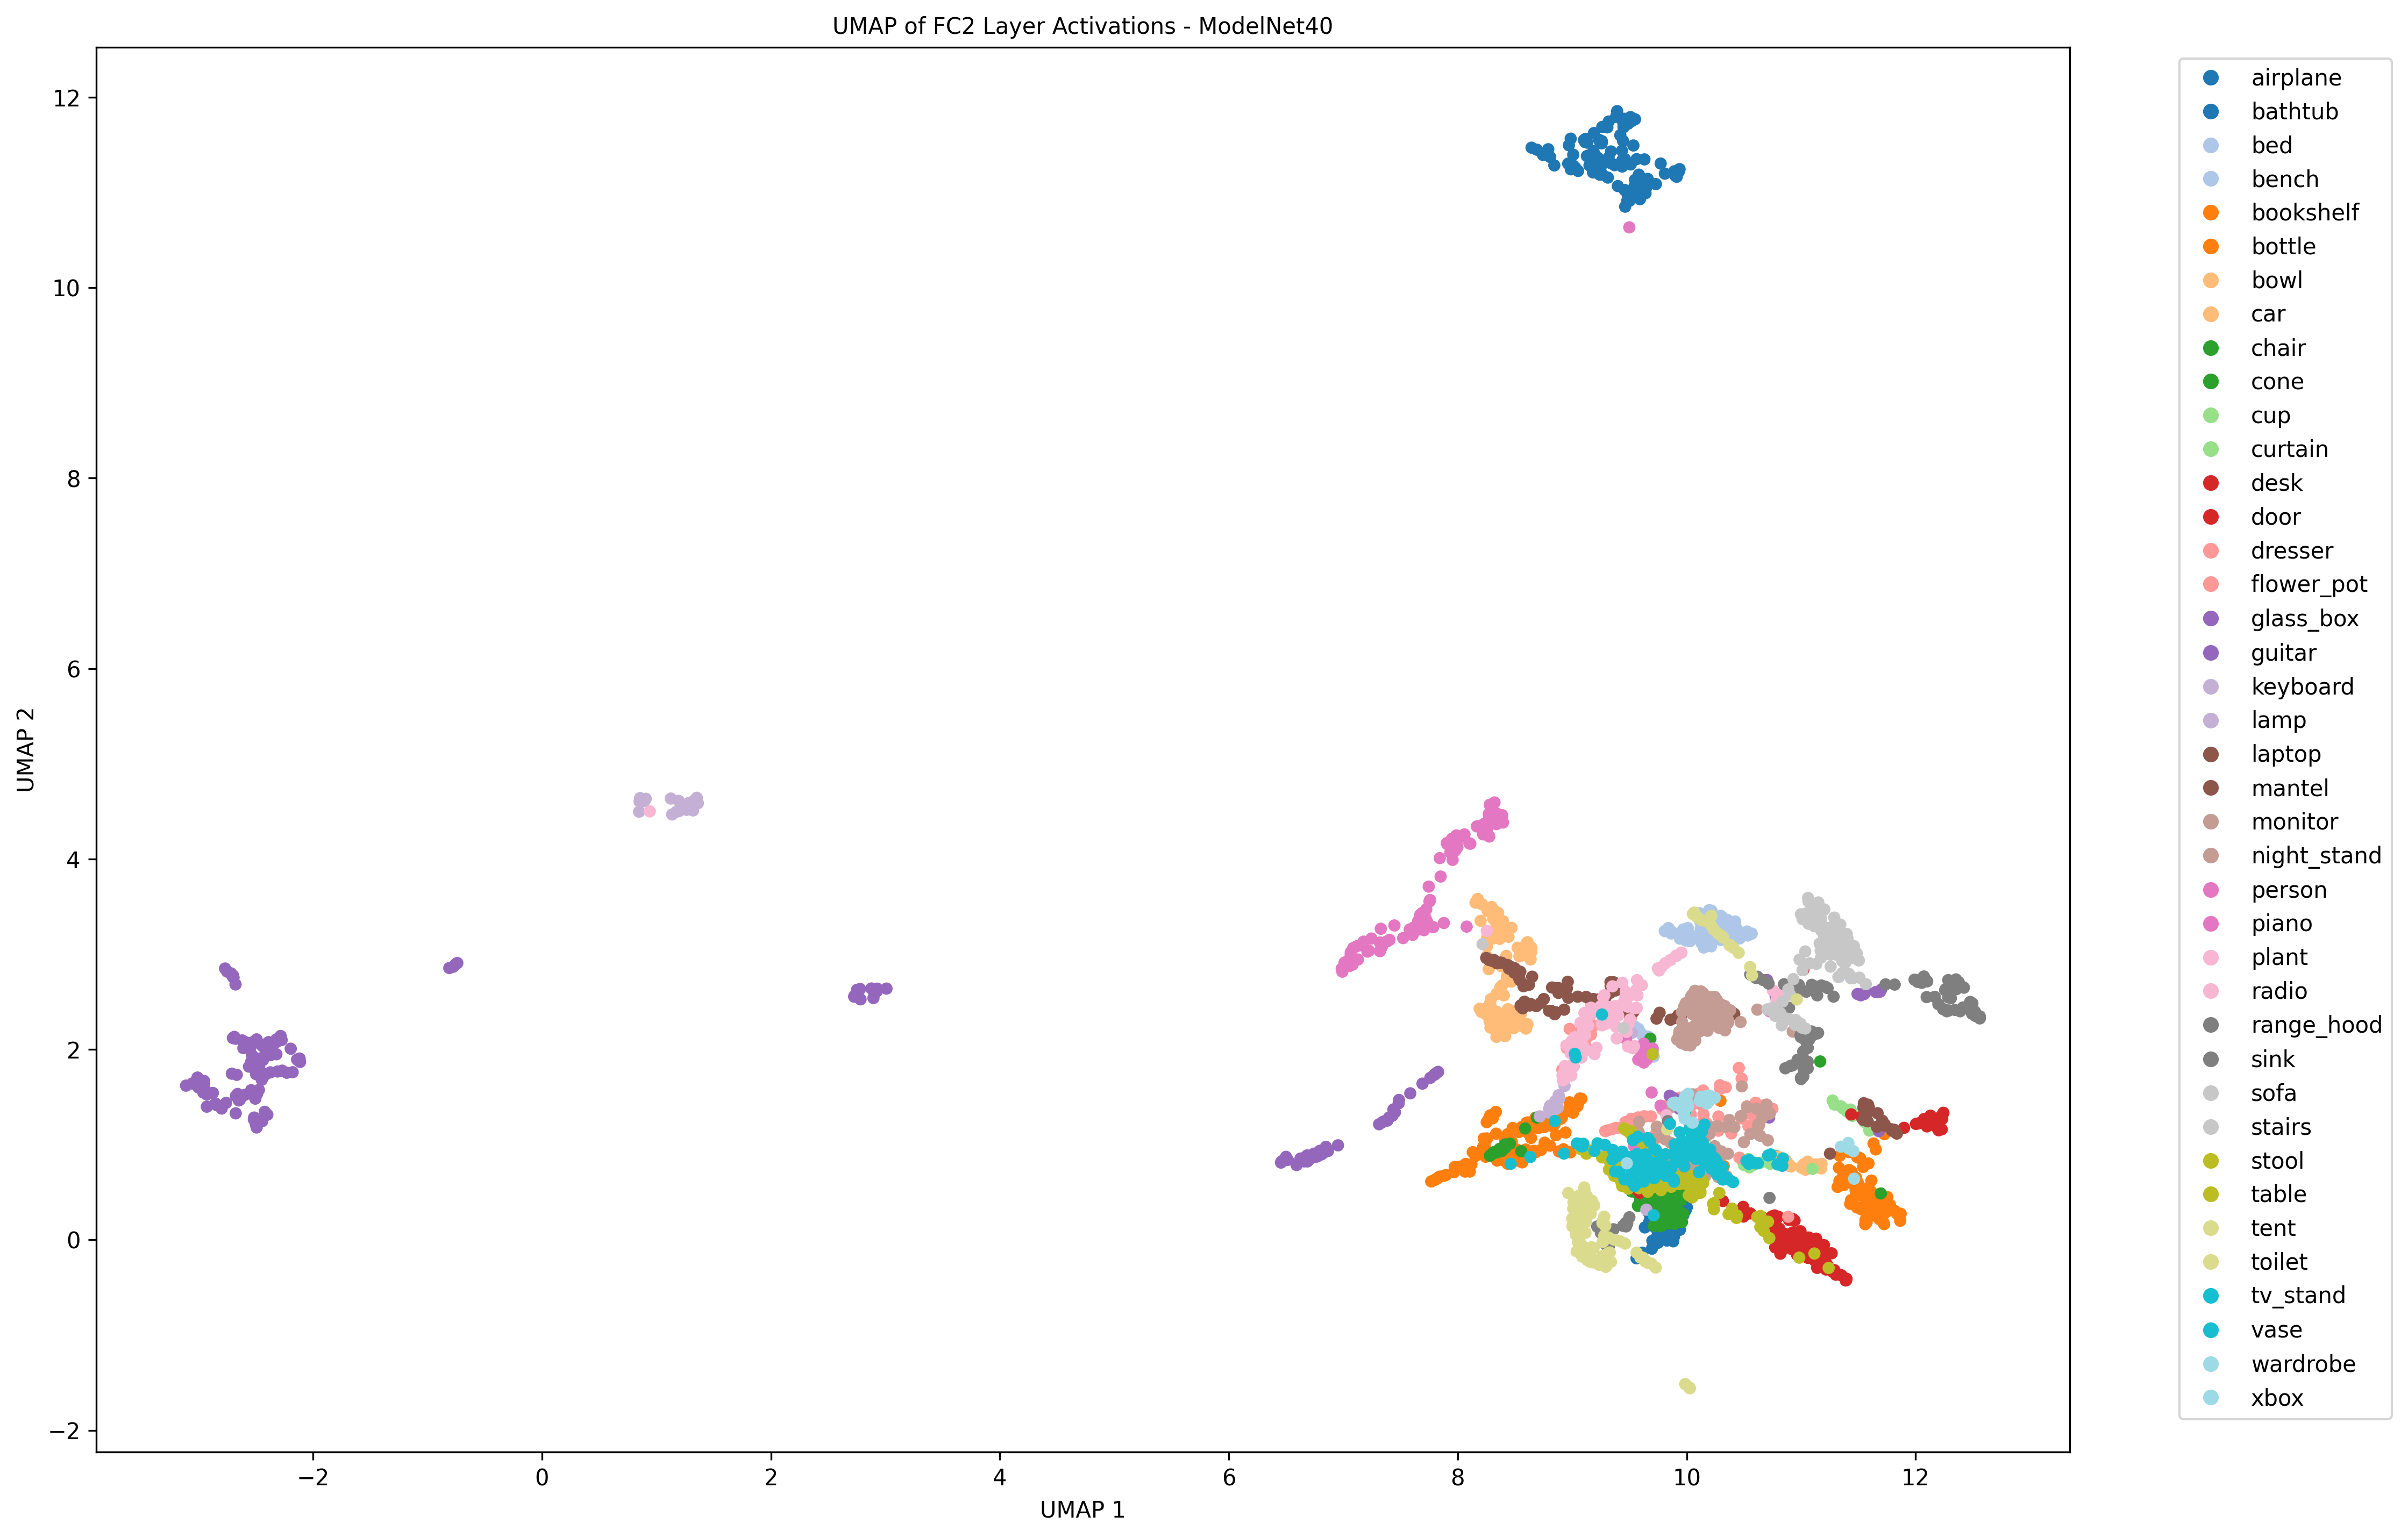 UMAP of FC2 Layer Activations - ModelNet40
12
10
8
6
4
2
0
−2
UMAP 2
−2
0
2
4
6
8
10
12
UMAP 1
airplane
bathtub
bed
bench
bookshelf
bottle
bowl
car
chair
cone
cup
curtain
desk
door
dresser
flower_pot
glass_box
guitar
keyboard
lamp
laptop
mantel
monitor
night_stand
person
piano
plant
radio
range_hood
sink
sofa
stairs
stool
table
tent
toilet
tv_stand
vase
wardrobe
xbox